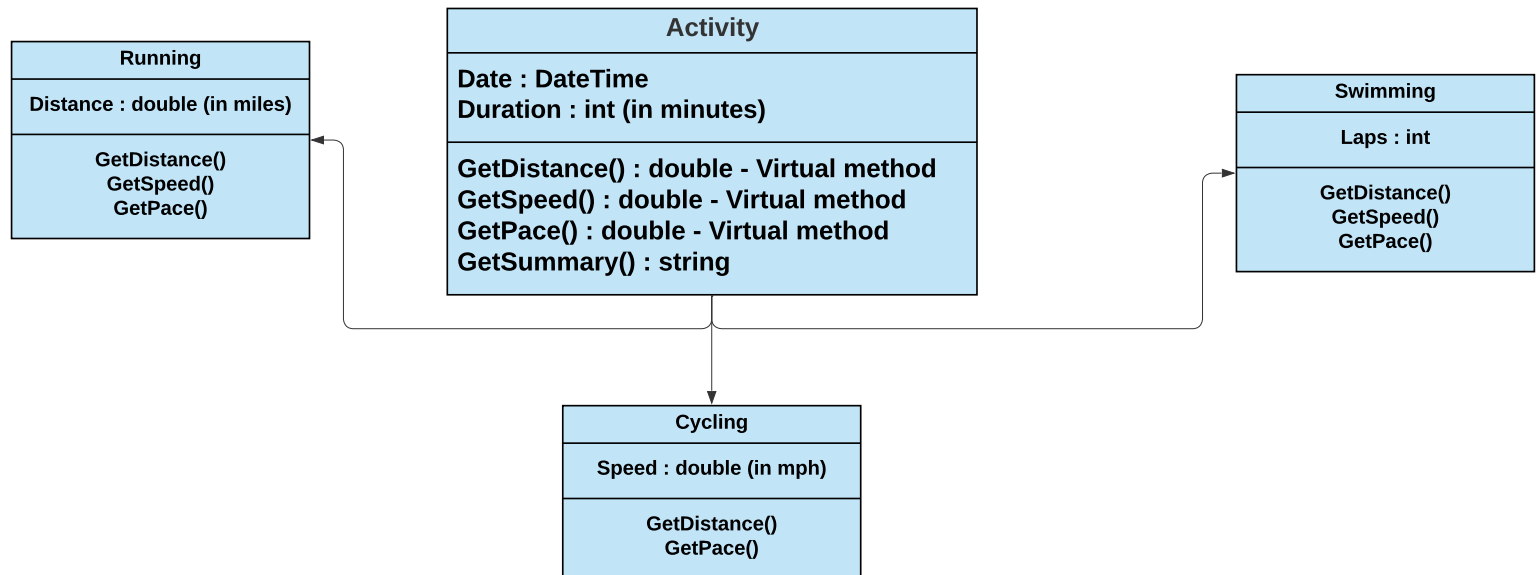 Activity
Date : DateTime
Duration : int (in minutes)
GetDistance() : double - Virtual method
GetSpeed() : double - Virtual method
GetPace() : double - Virtual method
GetSummary() : string
Running
Distance : double (in miles)
GetDistance()
GetSpeed()
GetPace()
Swimming
Laps : int
GetDistance()
GetSpeed()
GetPace()
Cycling
Speed : double (in mph)
GetDistance()
GetPace()